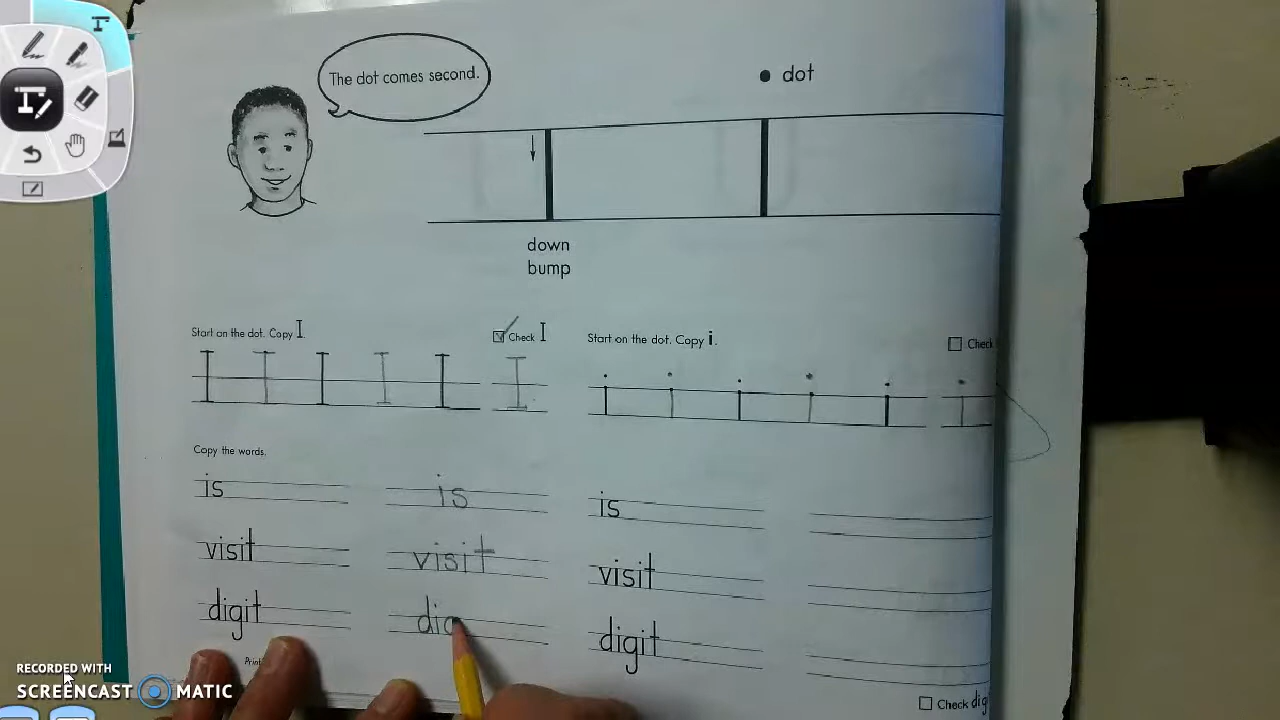 The dot comes second.
dot
down
bump
Start on the dot. Copy I
Check I
I I I I I I
Start on the dot. Copy i.
Check
i i i i i i
Copy the words.
is is
visit visit
digit dig
is
visit
digit
Check dig
RECORDED WITH
SCREENCAST MATIC